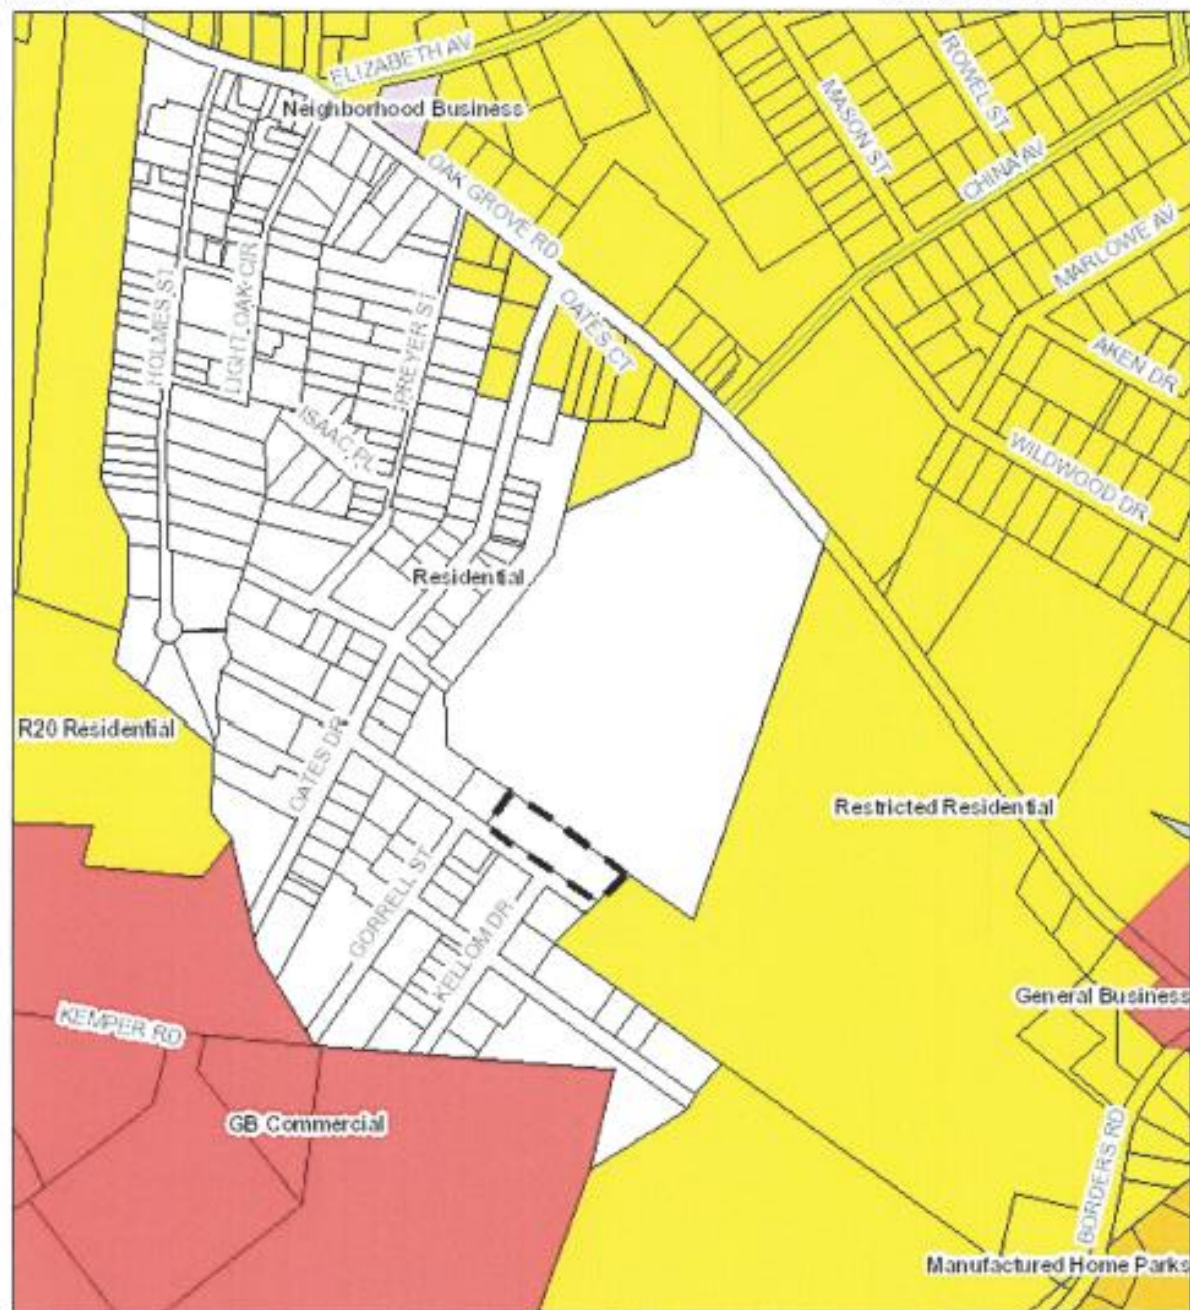 ELIZABETH AV
Neighborhood Business
ROWEL ST
MASON ST
CHINA AV
OAK GROVE RD
MARLOWE AV
HOLMES ST
LIGHT OAK CIR
PREYER ST
OATES CT
AKEN DR
ISAAC PL
WILDWOOD DR
Residential
R20 Residential
OATES DR
Restricted Residential
GORRELL ST
KELLOM DR
General Business
KEMPER RD
GB Commercial
BORDERS RD
Manufactured Home Parks